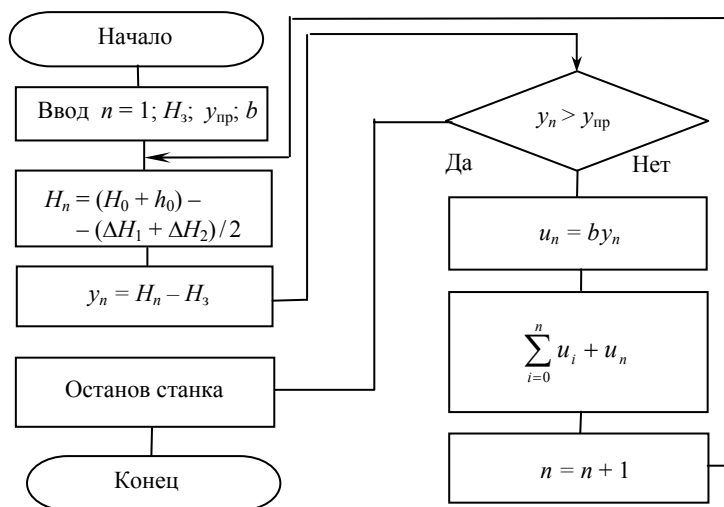 Начало
Ввод n = 1; Hз; yпр; b
Hn = (H0 + h0) –
- (ΔH1 + ΔH2) / 2
yn = Hn – Hз
Останов станка
Конец
yn > yпр
Да
Нет
un = byn
n
∑ ui + un
i=0
n = n + 1